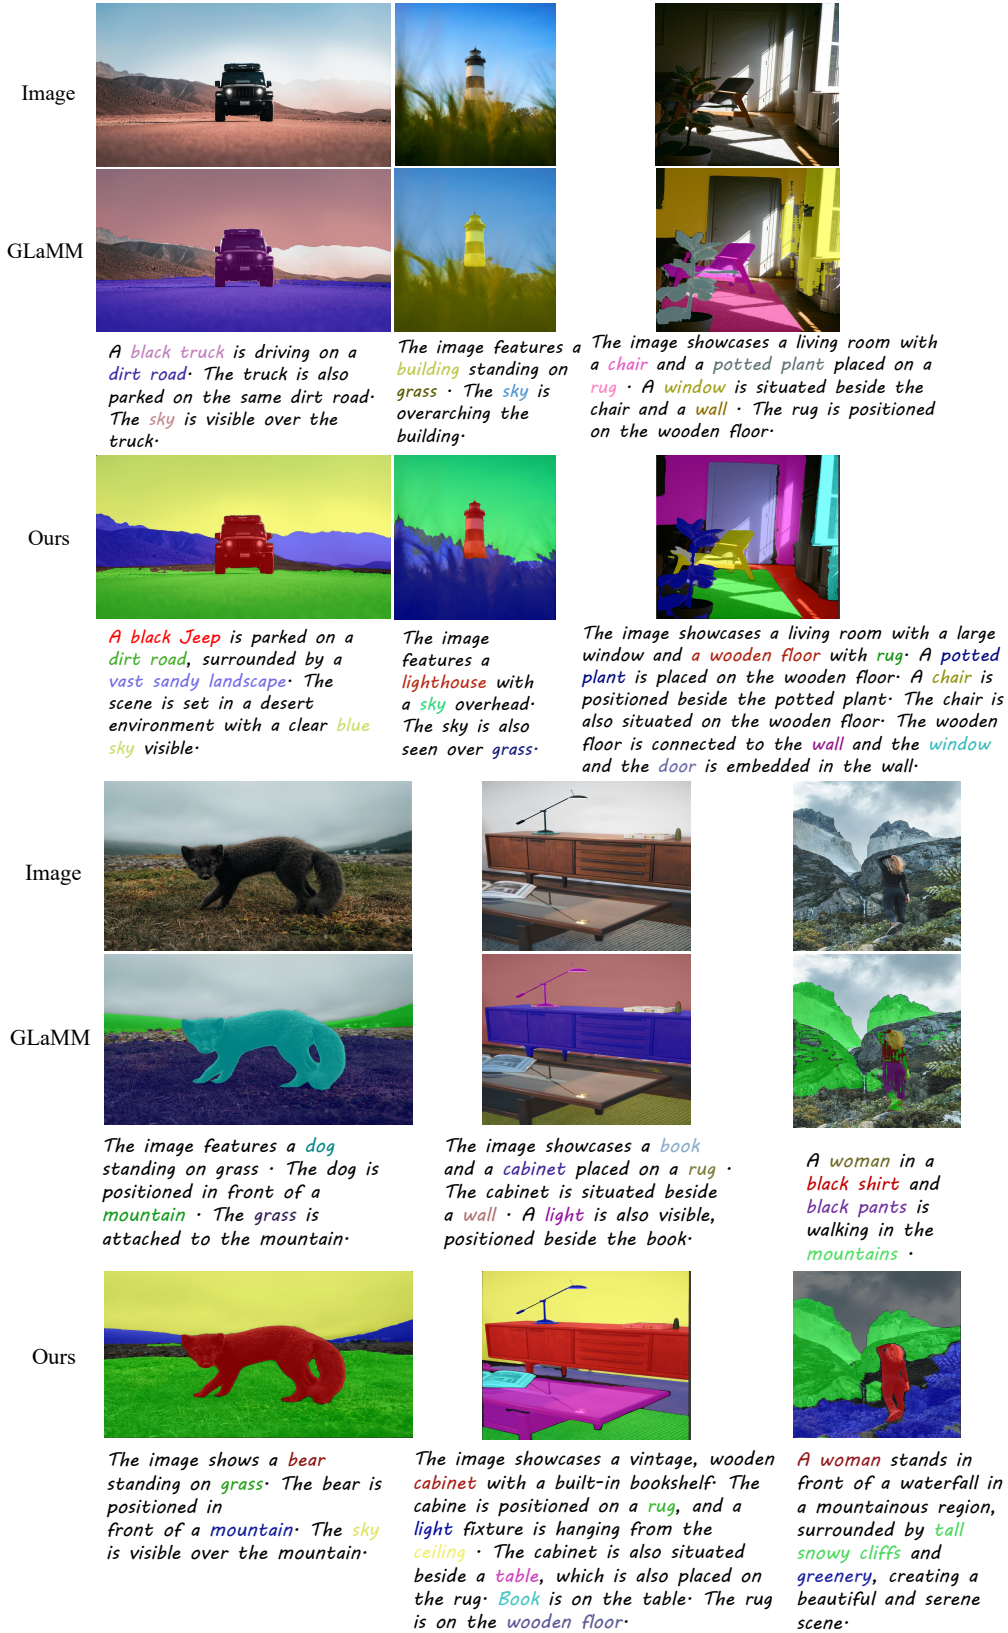 Image
GLaMM
A black truck is driving on a
dirt road. The truck is also
parked on the same dirt road.
The sky is visible over the
truck.
The image features a
building standing on
grass . The sky is
overarching the
building.
The image showcases a living room with
a chair and a potted plant placed on a
rug . A window is situated beside the
chair and a wall . The rug is positioned
on the wooden floor.
Ours
A black Jeep is parked on a
dirt road, surrounded by a
vast sandy landscape. The
scene is set in a desert
environment with a clear blue
sky visible.
The image
features a
lighthouse with
a sky overhead.
The sky is also
seen over grass.
The image showcases a living room with a large
window and a wooden floor with rug. A potted
plant is placed on the wooden floor. A chair is
positioned beside the potted plant. The chair is
also situated on the wooden floor. The wooden
floor is connected to the wall and the window
and the door is embedded in the wall.
Image
GLaMM
The image features a dog
standing on grass . The dog is
positioned in front of a
mountain . The grass is
attached to the mountain.
The image showcases a book
and a cabinet placed on a rug .
The cabinet is situated beside
a wall . A light is also visible,
positioned beside the book.
A woman in a
black shirt and
black pants is
walking in the
mountains .
Ours
The image shows a bear
standing on grass. The bear is
positioned in
front of a mountain. The sky
is visible over the mountain.
The image showcases a vintage, wooden
cabinet with a built-in bookshelf. The
cabine is positioned on a rug, and a
light fixture is hanging from the
ceiling . The cabinet is also situated
beside a table, which is also placed on
the rug. Book is on the table. The rug
is on the wooden floor.
A woman stands in
front of a waterfall in
a mountainous region,
surrounded by tall
snowy cliffs and
greenery, creating a
beautiful and serene
scene.